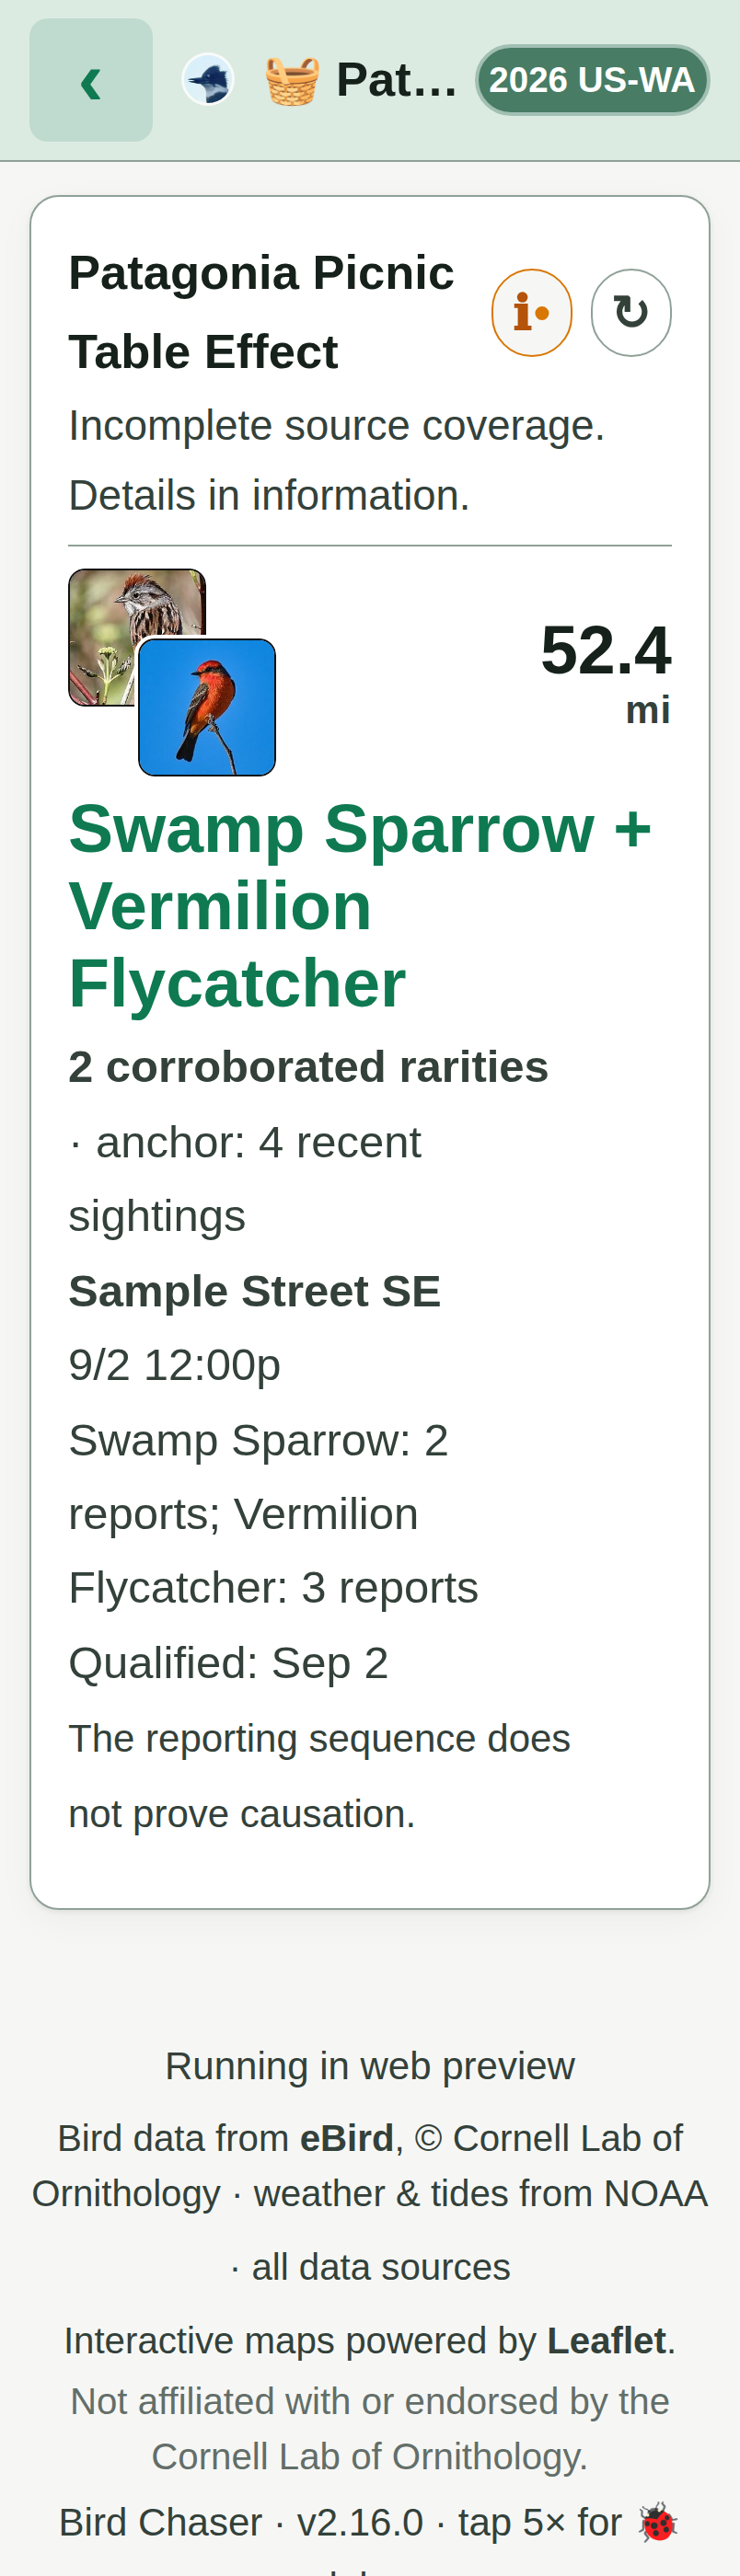 ‹ Pat… 2026 US-WA
Patagonia Picnic
Table Effect
i• ↻
Incomplete source coverage.
Details in information.
52.4
mi
Swamp Sparrow +
Vermilion
Flycatcher
2 corroborated rarities
· anchor: 4 recent
sightings
Sample Street SE
9/2 12:00p
Swamp Sparrow: 2
reports; Vermilion
Flycatcher: 3 reports
Qualified: Sep 2
The reporting sequence does
not prove causation.
Running in web preview
Bird data from eBird, © Cornell Lab of
Ornithology · weather & tides from NOAA
· all data sources
Interactive maps powered by Leaflet.
Not affiliated with or endorsed by the
Cornell Lab of Ornithology.
Bird Chaser · v2.16.0 · tap 5× for 🐞